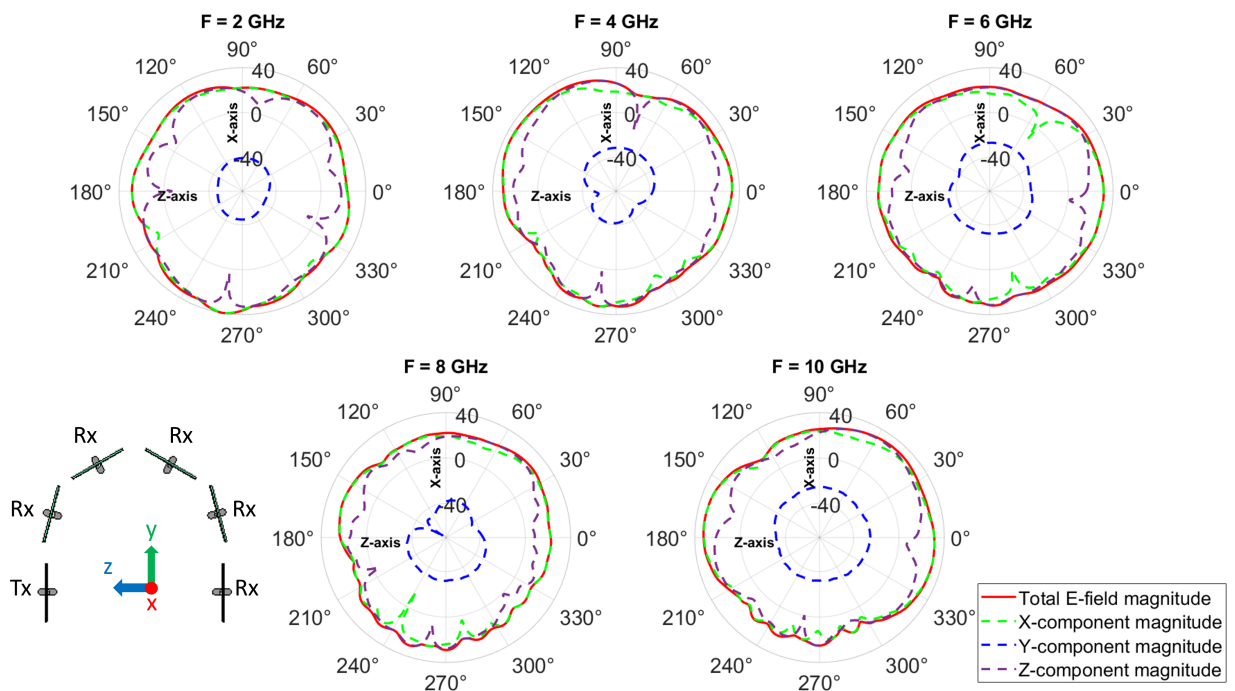 F = 2 GHz
90°
120°
60°
150°
30°
180°
0°
210°
330°
240°
300°
270°
40
0
-40
X-axis
Z-axis
F = 4 GHz
90°
120°
60°
150°
30°
180°
0°
210°
330°
240°
300°
270°
40
0
-40
X-axis
Z-axis
F = 6 GHz
90°
120°
60°
150°
30°
180°
0°
210°
330°
240°
300°
270°
40
0
-40
X-axis
Z-axis
Rx
Rx
Rx
Rx
Tx
Rx
y
z
x
F = 8 GHz
90°
120°
60°
150°
30°
180°
0°
210°
330°
240°
300°
270°
40
0
-40
X-axis
Z-axis
F = 10 GHz
90°
120°
60°
150°
30°
180°
0°
210°
330°
240°
300°
270°
40
0
-40
X-axis
Z-axis
Total E-field magnitude
X-component magnitude
Y-component magnitude
Z-component magnitude